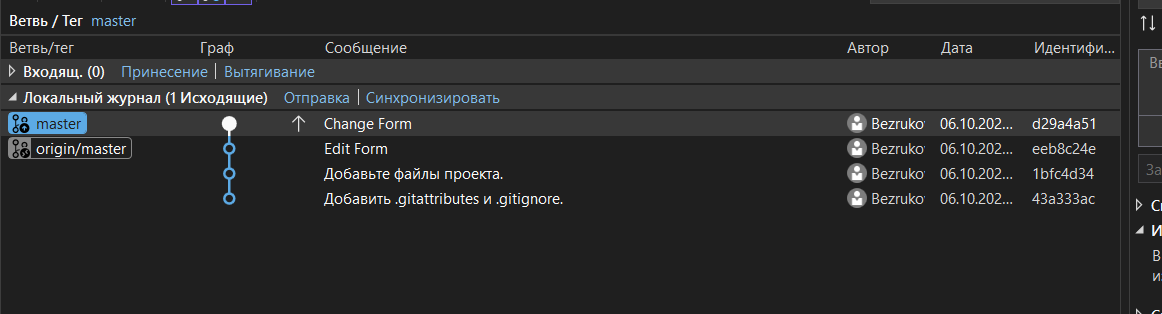 Ветвь / Тег master
Ветвь/тег Граф Сообщение Автор Дата Идентифи...
Входящ. (0) Принесение Вытягивание
Локальный журнал (1 Исходящие) Отправка Синхронизировать
master Change Form Bezruko 06.10.202... d29a4a51
origin/master Edit Form Bezruko 06.10.202... eeb8c24e
Добавьте файлы проекта. Bezruko 06.10.202... 1bfc4d34
Добавить .gitattributes и .gitignore. Bezruko 06.10.202... 43a333ac